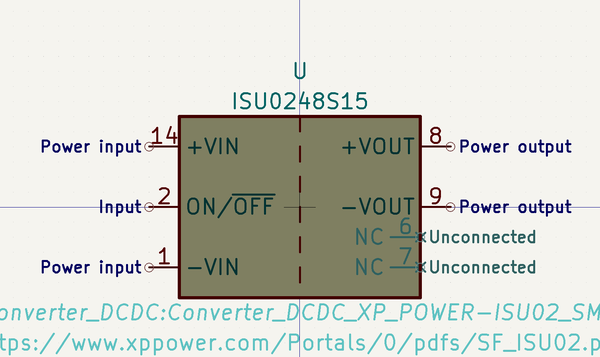 U
ISU0248S15
Power input 14 +VIN +VOUT 8 Power output
Input 2 ON/OFF -VOUT 9 Power output
NC 6 Unconnected
Power input 1 -VIN NC 7 Unconnected
onverter_DCDC:Converter_DCDC_XP_POWER-ISU02_SM
tps://www.xppower.com/Portals/0/pdfs/SF_ISU02.p